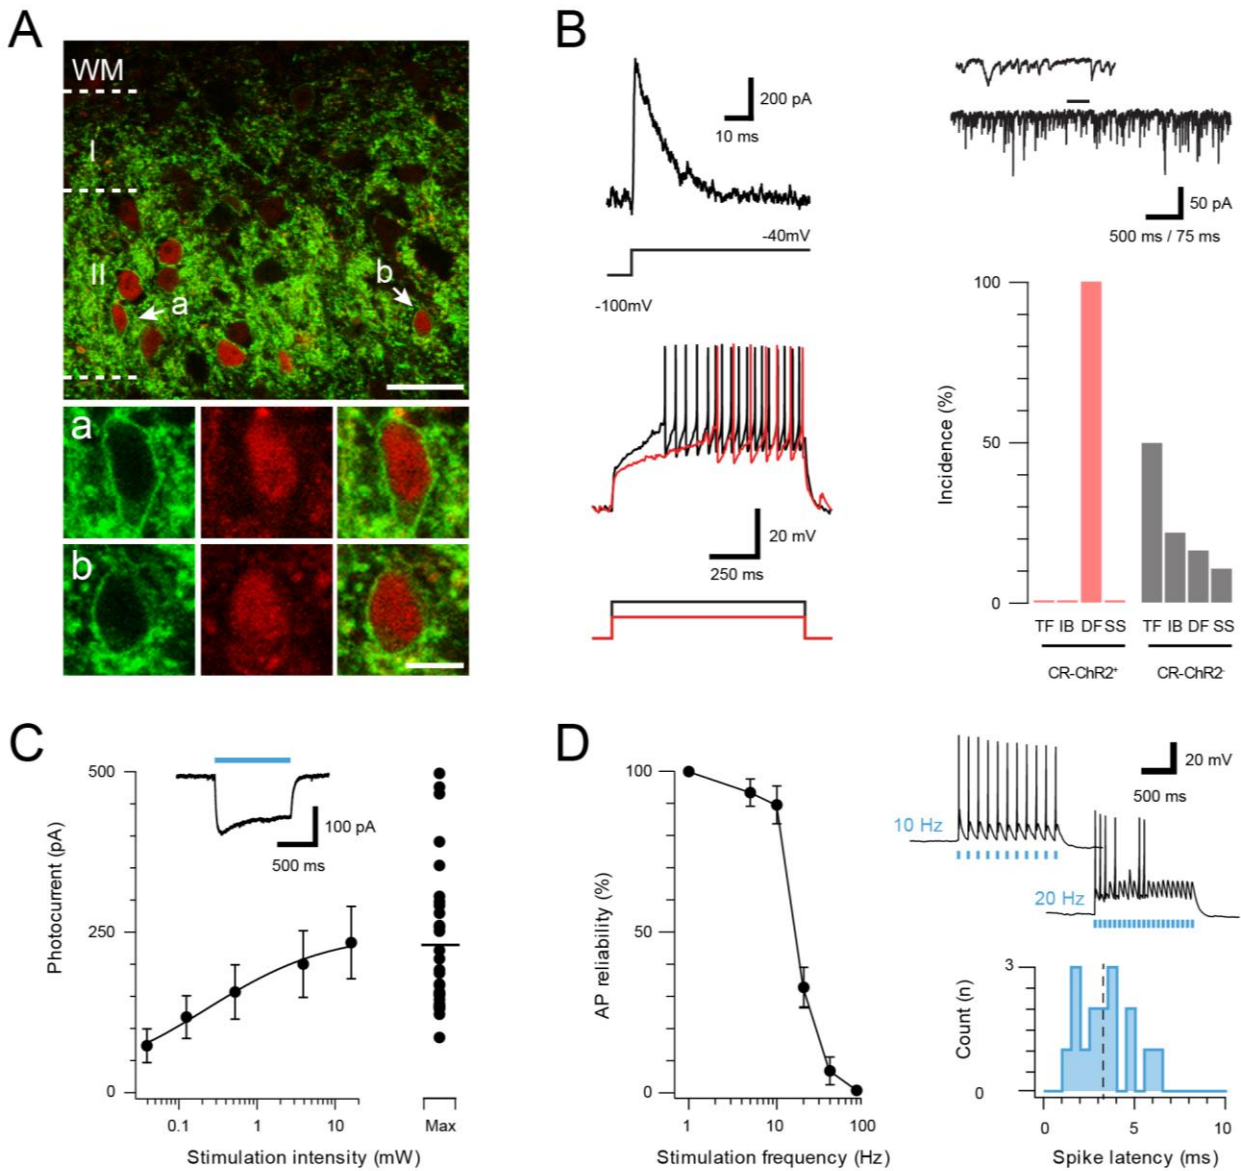 A
WM
I
II
a
b
a
b
B
200 pA
10 ms
-40mV
-100mV
20 mV
250 ms
50 pA
500 ms / 75 ms
100
50
0
Incidence (%)
TF IB DF SS
TF IB DF SS
CR-ChR2+
CR-ChR2-
C
500
250
0
Photocurrent (pA)
100 pA
500 ms
0.1
1
10
Max
Stimulation intensity (mW)
D
100
50
0
AP reliability (%)
1
10
100
Stimulation frequency (Hz)
20 mV
500 ms
10 Hz
20 Hz
3
0
Count (n)
0
5
10
Spike latency (ms)